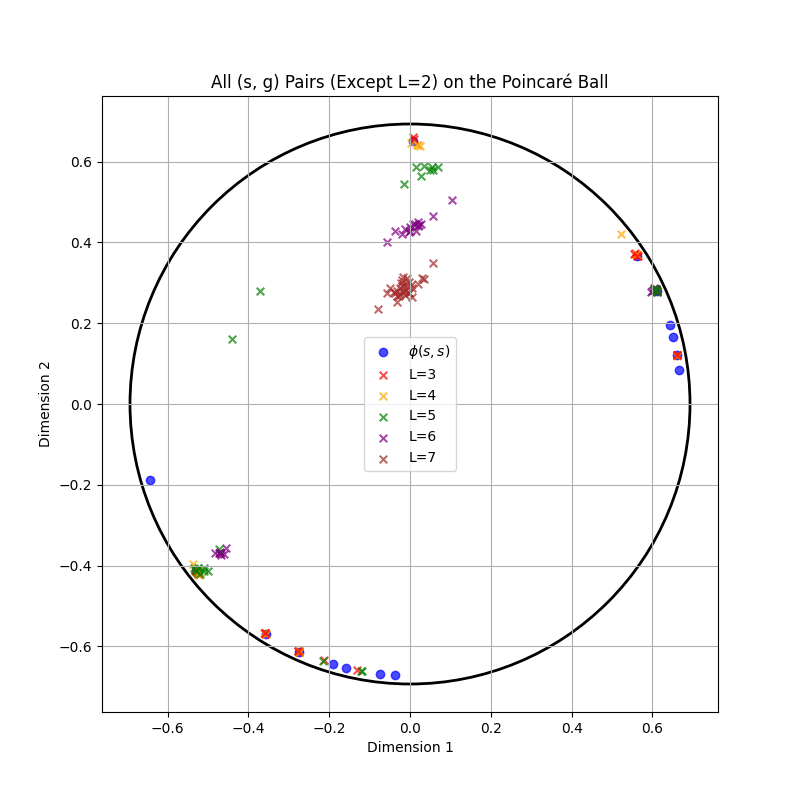 All (s, g) Pairs (Except L=2) on the Poincaré Ball
0.6
0.4
0.2
0.0
−0.2
−0.4
−0.6
Dimension 2
ϕ(s, s)
L=3
L=4
L=5
L=6
L=7
−0.6 −0.4 −0.2 0.0 0.2 0.4 0.6
Dimension 1